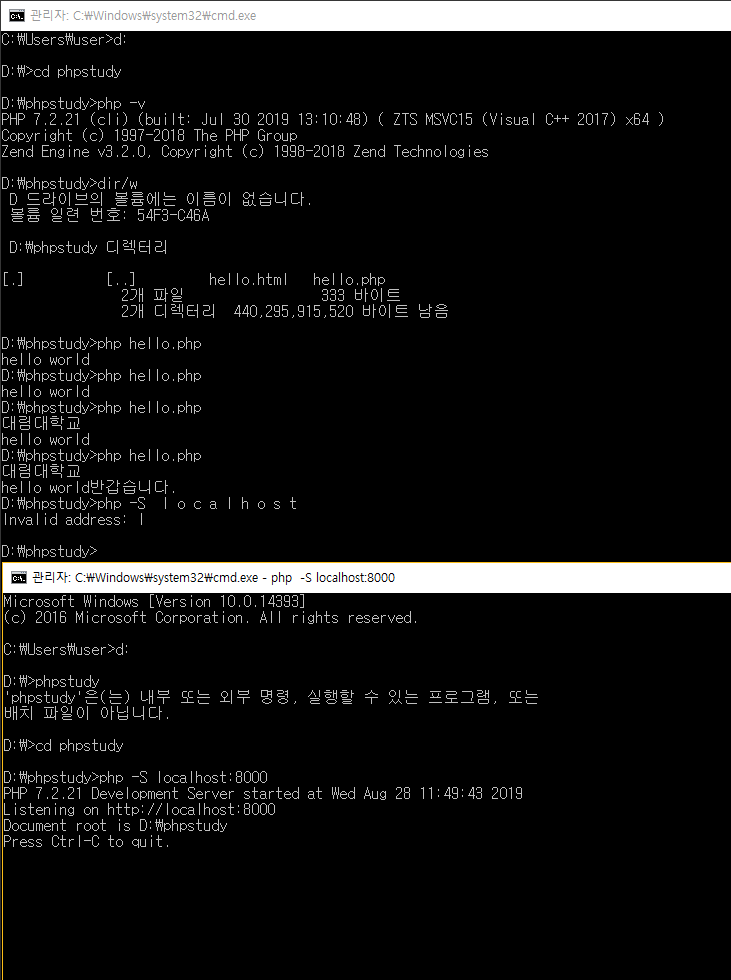 관리자: C:₩Windows₩system32₩cmd.exe
C:₩Users₩user>d:
D:₩>cd phpstudy
D:₩phpstudy>php -v
PHP 7.2.21 (cli) (built: Jul 30 2019 13:10:48) ( ZTS MSVC15 (Visual C++ 2017) x64 )
Copyright (c) 1997-2018 The PHP Group
Zend Engine v3.2.0, Copyright (c) 1998-2018 Zend Technologies
D:₩phpstudy>dir/w
D 드라이브의 볼륨에는 이름이 없습니다.
볼륨 일련 번호: 54F3-C46A
D:₩phpstudy 디렉터리
[.] [..] hello.html hello.php
2개 파일 333 바이트
2개 디렉터리 440,295,915,520 바이트 남음
D:₩phpstudy>php hello.php
hello world
D:₩phpstudy>php hello.php
hello world
D:₩phpstudy>php hello.php
대림대학교
hello world
D:₩phpstudy>php hello.php
대림대학교
hello world반갑습니다.
D:₩phpstudy>php -S l o c a l h o s t
Invalid address: l
D:₩phpstudy>
관리자: C:₩Windows₩system32₩cmd.exe - php -S localhost:8000
Microsoft Windows [Version 10.0.14393]
(c) 2016 Microsoft Corporation. All rights reserved.
C:₩Users₩user>d:
D:₩>phpstudy
'phpstudy'은(는) 내부 또는 외부 명령, 실행할 수 있는 프로그램, 또는
배치 파일이 아닙니다.
D:₩>cd phpstudy
D:₩phpstudy>php -S localhost:8000
PHP 7.2.21 Development Server started at Wed Aug 28 11:49:43 2019
Listening on http://localhost:8000
Document root is D:₩phpstudy
Press Ctrl-C to quit.